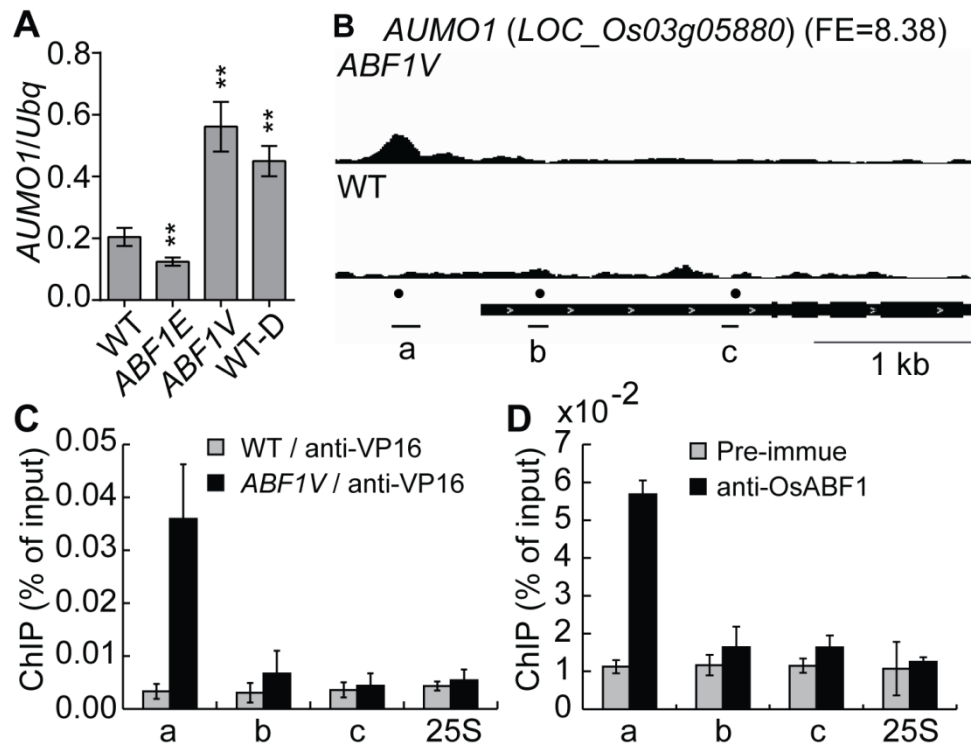 A
AUMO1/Ubq
0.8
0.6
0.4
0.2
0.0
**
**
**
WT
ABF1E
ABF1V
WT-D
B
AUMO1 (LOC_Os03g05880) (FE=8.38)
ABF1V
WT
> > > > > >
a
b
c
1 kb
C
ChIP (% of input)
0.05
0.04
0.03
0.02
0.01
0.00
WT / anti-VP16
ABF1V / anti-VP16
a
b
c
25S
D
x10-2
ChIP (% of input)
7
6
5
4
3
2
1
0
Pre-immue
anti-OsABF1
a
b
c
25S